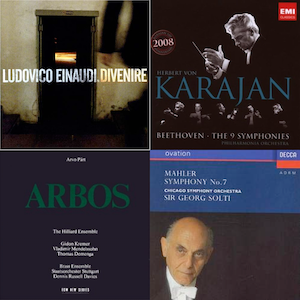 LUDOVICO EINAUDI. DIVENIRE
EMI
2008
HERBERT VON
KARAJAN
BEETHOVEN · THE 9 SYMPHONIES
PHILHARMONIA ORCHESTRA
Arvo Pärt
ARBOS
The Hilliard Ensemble
Gidon Kremer
Vladimir Mendelssohn
Thomas Demenga
Brass Ensemble
Staatsorchester Stuttgart
Dennis Russell Davies
ECM NEW SERIES
ovation
DECCA
MAHLER
SYMPHONY No. 7
CHICAGO SYMPHONY ORCHESTRA
SIR GEORG SOLTI